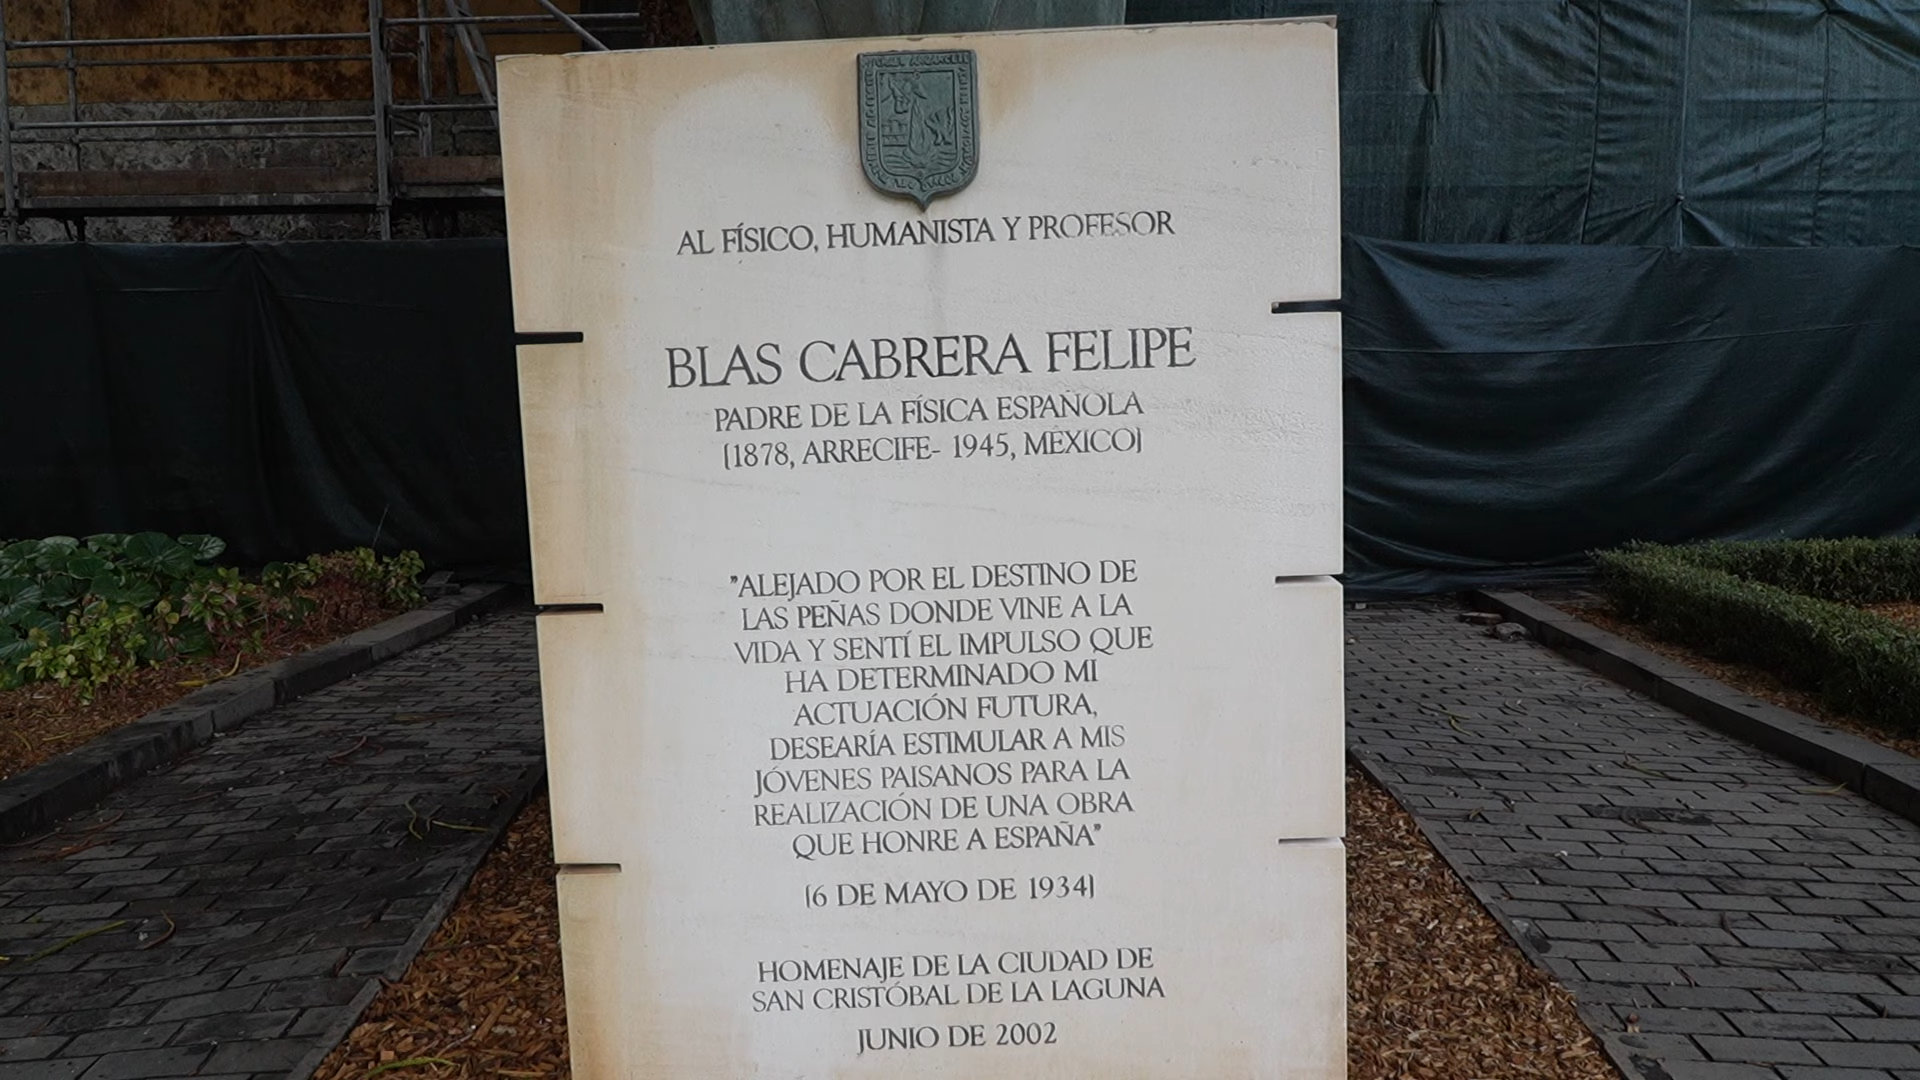 AL FÍSICO, HUMANISTA Y PROFESOR
BLAS CABRERA FELIPE
PADRE DE LA FÍSICA ESPAÑOLA
(1878, ARRECIFE- 1945, MÉXICO)
"ALEJADO POR EL DESTINO DE
LAS PEÑAS DONDE VINE A LA
VIDA Y SENTÍ EL IMPULSO QUE
HA DETERMINADO MI
ACTUACIÓN FUTURA,
DESEARÍA ESTIMULAR A MIS
JÓVENES PAISANOS PARA LA
REALIZACIÓN DE UNA OBRA
QUE HONRE A ESPAÑA"
(6 DE MAYO DE 1934)
HOMENAJE DE LA CIUDAD DE
SAN CRISTÓBAL DE LA LAGUNA
JUNIO DE 2002